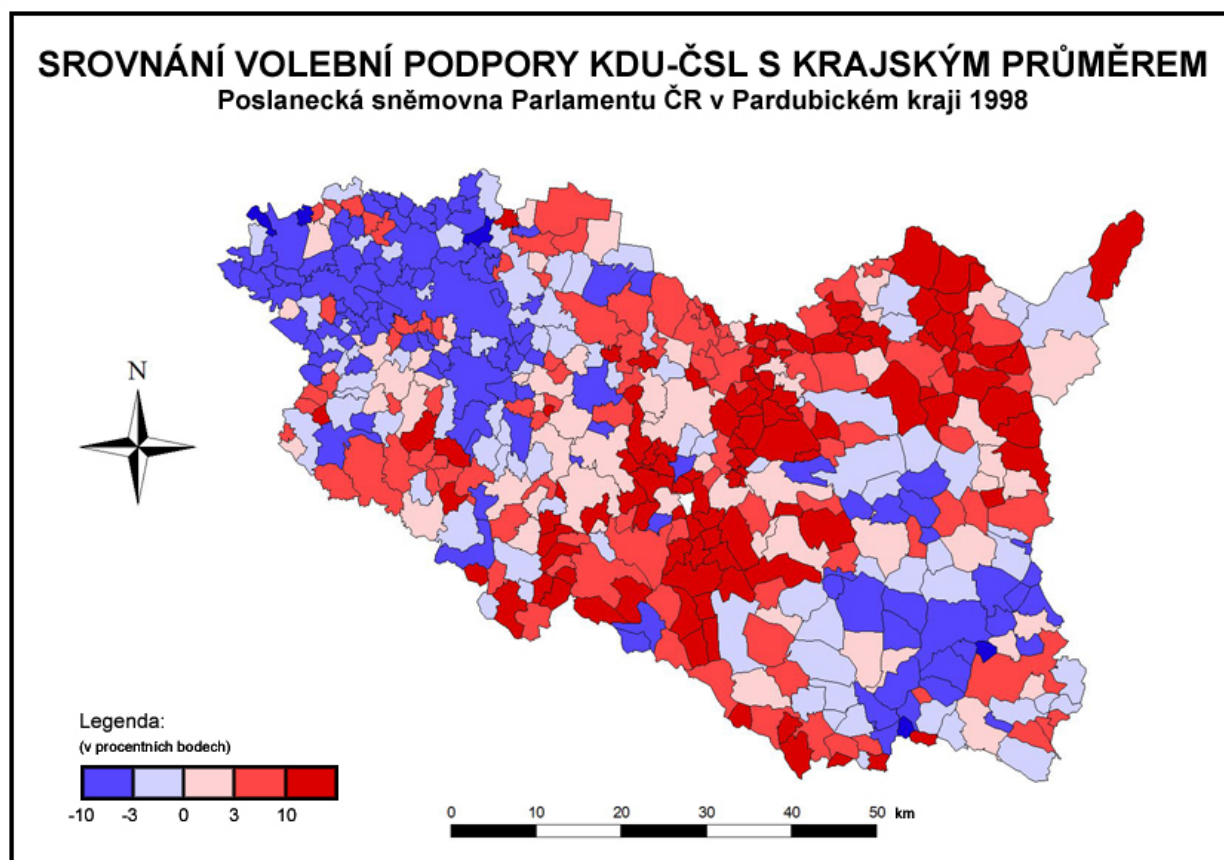 SROVNÁNÍ VOLEBNÍ PODPORY KDU-ČSL S KRAJSKÝM PRŮMĚREM
Poslanecká sněmovna Parlamentu ČR v Pardubickém kraji 1998
N
Legenda:
(v procentních bodech)
-10 -3 0 3 10
0 10 20 30 40 50 km